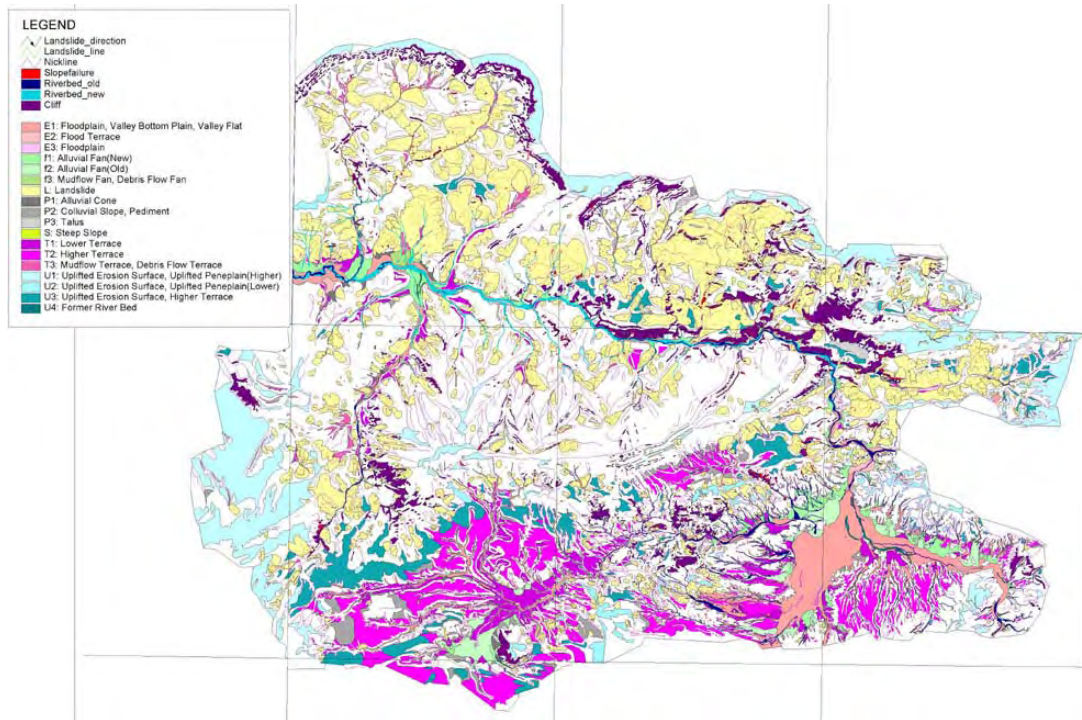 LEGEND
Landslide_direction
Landslide_line
Nickline
Slopefailure
Riverbed_old
Riverbed_new
Cliff
E1: Floodplain, Valley Bottom Plain, Valley Flat
E2: Flood Terrace
E3: Floodplain
f1: Alluvial Fan(New)
f2: Alluvial Fan(Old)
f3: Mudflow Fan, Debris Flow Fan
L: Landslide
P1: Alluvial Cone
P2: Colluvial Slope, Pediment
P3: Talus
S: Steep Slope
T1: Lower Terrace
T2: Higher Terrace
T3: Mudflow Terrace, Debris Flow Terrace
U1: Uplifted Erosion Surface, Uplifted Peneplain(Higher)
U2: Uplifted Erosion Surface, Uplifted Peneplain(Lower)
U3: Uplifted Erosion Surface, Higher Terrace
U4: Former River Bed